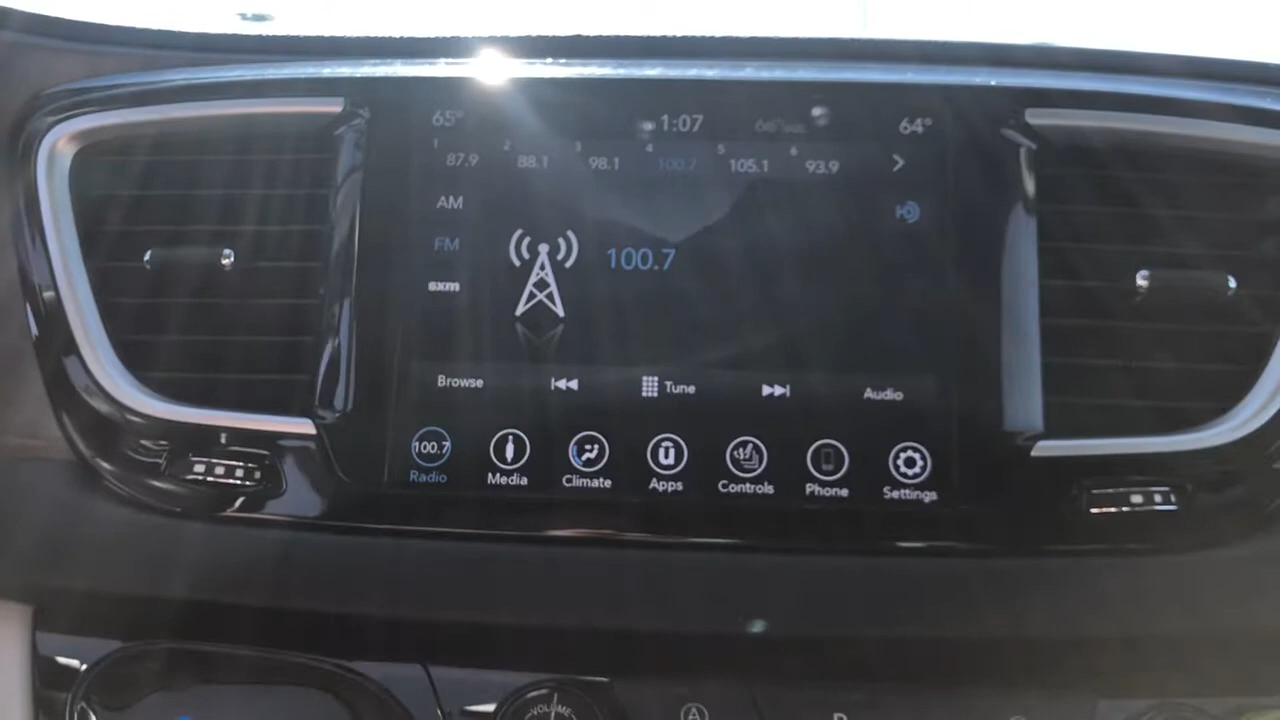 65° 1:07 64°
1 87.9 2 88.1 3 98.1 4 100.7 5 105.1 6 93.9
AM
FM 100.7
sxm
Browse Tune Audio
100.7
Radio Media Climate Apps Controls Phone Settings
VOLUME A